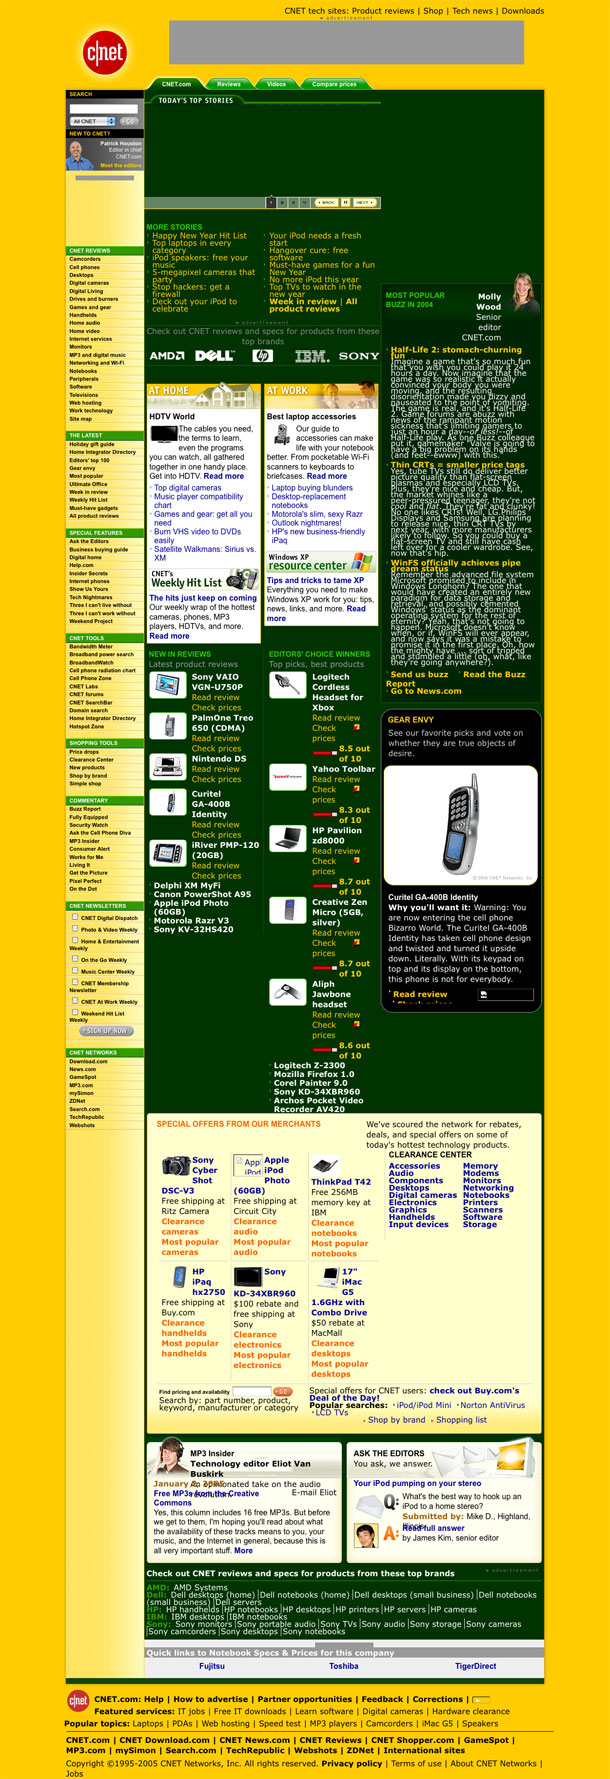 CNET tech sites: Product reviews | Shop | Tech news | Downloads
advertisement
c|net
CNET.com
Reviews
Videos
Compare prices
SEARCH
All CNET
GO
NEW TO CNET?
Patrick Houston
Editor in chief
CNET.com
Meet the editors
TODAY'S TOP STORIES
1 2 3 4 BACK II NEXT
CNET REVIEWS
Camcorders
Cell phones
Desktops
Digital cameras
Digital Living
Drives and burners
Games and gear
Handhelds
Home audio
Home video
Internet services
Monitors
MP3 and digital music
Networking and Wi-Fi
Notebooks
Peripherals
Software
Televisions
Web hosting
Work technology
Site map
THE LATEST
Holiday gift guide
Home Integrator Directory
Editors' top 100
Gear envy
Most popular
Ultimate Office
Week in review
Weekly Hit List
Must-have gadgets
All product reviews
SPECIAL FEATURES
Ask the Editors
Business buying guide
Digital home
Help.com
Insider Secrets
Internet phones
Show Us Yours
Tech Nightmares
Three I can't live without
Three I can't work without
Weekend Project
CNET TOOLS
Bandwidth Meter
Broadband power search
BroadbandWatch
Cell phone radiation chart
Cell Phone Zone
CNET Labs
CNET forums
CNET SearchBar
Domain search
Home Integrator Directory
Hotspot Zone
SHOPPING TOOLS
Price drops
Clearance Center
New products
Shop by brand
Simple shop
COMMENTARY
Buzz Report
Fully Equipped
Security Watch
Ask the Cell Phone Diva
MP3 Insider
Consumer Alert
Works for Me
Living It
Get the Picture
Pixel Perfect
On the Dot
CNET NEWSLETTERS
CNET Digital Dispatch
Photo & Video Weekly
Home & Entertainment
Weekly
On the Go Weekly
Music Center Weekly
CNET Membership
Newsletter
CNET At Work Weekly
Weekend Hit List
Weekly
SIGN UP NOW
CNET NETWORKS
Download.com
News.com
GameSpot
MP3.com
mySimon
ZDNet
Search.com
TechRepublic
Webshots
MORE STORIES
Happy New Year Hit List
Top laptops in every
category
iPod speakers: free your
music
5-megapixel cameras that
party
Stop hackers: get a
firewall
Deck out your iPod to
celebrate
Your iPod needs a fresh
start
Hangover cure: free
software
Must-have games for a fun
New Year
No more iPod this year
Top TVs to watch in the
new year
Week in review | All
product reviews
advertisement
Check out CNET reviews and specs for products from these
top brands
AMD DELL hp IBM. SONY
AT HOME
HDTV World
The cables you need,
the terms to learn,
even the programs
you can watch, all gathered
together in one handy place.
Get into HDTV. Read more
Top digital cameras
Music player compatibility
chart
Games and gear: get all you
need
Burn VHS video to DVDs
easily
Satellite Walkmans: Sirius vs.
XM
CNET's
Weekly Hit List
The hits just keep on coming
Our weekly wrap of the hottest
cameras, phones, MP3
players, HDTVs, and more.
Read more
AT WORK
Best laptop accessories
Our guide to
accessories can make
life with your notebook
better. From pocketable Wi-Fi
scanners to keyboards to
briefcases. Read more
Laptop buying blunders
Desktop-replacement
notebooks
Motorola's slim, sexy Razr
Outlook nightmares!
HP's new business-friendly
iPaq
Windows XP
resource center
Tips and tricks to tame XP
Everything you need to make
Windows XP work for you: tips,
news, links, and more. Read
more
NEW IN REVIEWS
Latest product reviews
Sony VAIO
VGN-U750P
Read review
Check prices
PalmOne Treo
650 (CDMA)
Read review
Check prices
Nintendo DS
Read review
Check prices
Curitel
GA-400B
Identity
Read review
Check prices
iRiver PMP-120
(20GB)
Read review
Check prices
Delphi XM MyFi
Canon PowerShot A95
Apple iPod Photo
(60GB)
Motorola Razr V3
Sony KV-32HS420
EDITORS' CHOICE WINNERS
Top picks, best products
Logitech
Cordless
Headset for
Xbox
Read review
Check
prices
8.5 out
of 10
Yahoo Toolbar
Read review
Check
prices
8.3 out
of 10
HP Pavilion
zd8000
Read review
Check
prices
8.7 out
of 10
Creative Zen
Micro (5GB,
silver)
Read review
Check
prices
8.7 out
of 10
Aliph
Jawbone
headset
Read review
Check
prices
8.6 out
of 10
Logitech Z-2300
Mozilla Firefox 1.0
Corel Painter 9.0
Sony KD-34XBR960
Archos Pocket Video
Recorder AV420
MOST POPULAR
BUZZ IN 2004
Molly
Wood
Senior
editor
CNET.com
Half-Life 2: stomach-churning
fun
Imagine a game that's so much fun
that you wish you could play it 24
hours a day. Now imagine that the
game was so realistic it actually
convinced your body you were
moving, and the resulting
disorientation made you dizzy and
nauseated to the point of vomiting.
The game is real, and it's Half-Life
2. Game forums are abuzz with
news of the rampant motion
sickness that's limiting gamers to
just an hour a day--or less!--of
Half-Life play. As one Buzz colleague
put it, gamemaker "Valve is going to
have a big problem on its hands
(and feet--ewww) with this."
Thin CRTs = smaller price tags
Yes, tube TVs still do deliver better
picture quality than flat-screen
plasmas and especially LCD TVs.
Plus, they're nice and cheap. But,
the market whines like a
peer-pressured teenager, they're not
cool and flat. They're fat and clunky!
No one likes CRTs! Well, LG.Philips
Displays and Samsung are planning
to release nice, thin CRT TVs by
next year, with more manufacturers
likely to follow. So you could buy a
flat-screen TV and still have cash
left over for a cooler wardrobe. See,
now that's hip.
WinFS officially achieves pipe
dream status
Remember the advanced file system
Microsoft promised to include in
Windows Longhorn? The one that
would have created an entirely new
paradigm for data storage and
retrieval, and possibly cemented
Windows' status as the dominant
operating system for the rest of
eternity? Yeah, that's not going to
happen. Microsoft doesn't know
when, or if, WinFS will ever appear,
and now says it was a mistake to
promise it in the first place. Oh, how
the mighty have ... sort of tripped
and stumbled a little (oh, what, like
they're going anywhere?).
Send us buzz Read the Buzz
Report
Go to News.com
GEAR ENVY
See our favorite picks and vote on
whether they are true objects of
desire.
© 2004 CNET Networks, Inc.
Curitel GA-400B Identity
Why you'll want it: Warning: You
are now entering the cell phone
Bizarro World. The Curitel GA-400B
Identity has taken cell phone design
and twisted and turned it upside
down. Literally. With its keypad on
top and its display on the bottom,
this phone is not for everybody.
Read review
Check prices
SPECIAL OFFERS FROM OUR MERCHANTS
We've scoured the network for rebates,
deals, and special offers on some of
today's hottest technology products.
Sony
Cyber
Shot
DSC-V3
Free shipping at
Ritz Camera
Clearance
cameras
Most popular
cameras
Apple
iPod
Photo
(60GB)
Free shipping at
Circuit City
Clearance
audio
Most popular
audio
ThinkPad T42
Free 256MB
memory key at
IBM
Clearance
notebooks
Most popular
notebooks
CLEARANCE CENTER
Accessories
Audio
Components
Desktops
Digital cameras
Electronics
Graphics
Handhelds
Input devices
Memory
Modems
Monitors
Networking
Notebooks
Printers
Scanners
Software
Storage
HP
iPaq
hx2750
Free shipping at
Buy.com
Clearance
handhelds
Most popular
handhelds
Sony
KD-34XBR960
$100 rebate and
free shipping at
Sony
Clearance
electronics
Most popular
electronics
17"
iMac
G5
1.6GHz with
Combo Drive
$50 rebate at
MacMall
Clearance
desktops
Most popular
desktops
Find pricing and availability GO
Search by: part number, product,
keyword, manufacturer or category
Special offers for CNET users: check out Buy.com's
Deal of the Day!
Popular searches: iPod/iPod Mini Norton AntiVirus
LCD TVs
Shop by brand Shopping list
MP3 Insider
Technology editor Eliot Van
Buskirk
An opinionated take on the audio
E-mail Eliot
Free MP3s from the Creative
Commons
Yes, this column includes 16 free MP3s. But before
we get to them, I'm hoping you'll read about what
the availability of these tracks means to you, your
music, and the Internet in general, because this is
all very important stuff. More
ASK THE EDITORS
You ask, we answer.
Your iPod pumping on your stereo
Q: What's the best way to hook up an
iPod to a home stereo?
Submitted by: Mike D., Highland,
A: Read full answer
by James Kim, senior editor
advertisement
Check out CNET reviews and specs for products from these top brands
AMD: AMD Systems
Dell: Dell desktops (home) |Dell notebooks (home) |Dell desktops (small business) |Dell notebooks
(small business) |Dell servers
HP: HP handhelds |HP notebooks |HP desktops |HP printers |HP servers |HP cameras
IBM: IBM desktops |IBM notebooks
Sony: Sony monitors |Sony portable audio |Sony TVs |Sony audio |Sony storage |Sony cameras
|Sony camcorders |Sony desktops |Sony notebooks
Quick links to Notebook Specs & Prices for this company
Fujitsu Toshiba TigerDirect
c|net
CNET.com: Help | How to advertise | Partner opportunities | Feedback | Corrections |
Featured services: IT jobs | Free IT downloads | Learn software | Digital cameras | Hardware clearance
Popular topics: Laptops | PDAs | Web hosting | Speed test | MP3 players | Camcorders | iMac G5 | Speakers
CNET.com | CNET Download.com | CNET News.com | CNET Reviews | CNET Shopper.com | GameSpot |
MP3.com | mySimon | Search.com | TechRepublic | Webshots | ZDNet | International sites
Copyright ©1995-2005 CNET Networks, Inc. All rights reserved. Privacy policy | Terms of use | About CNET Networks |
Jobs